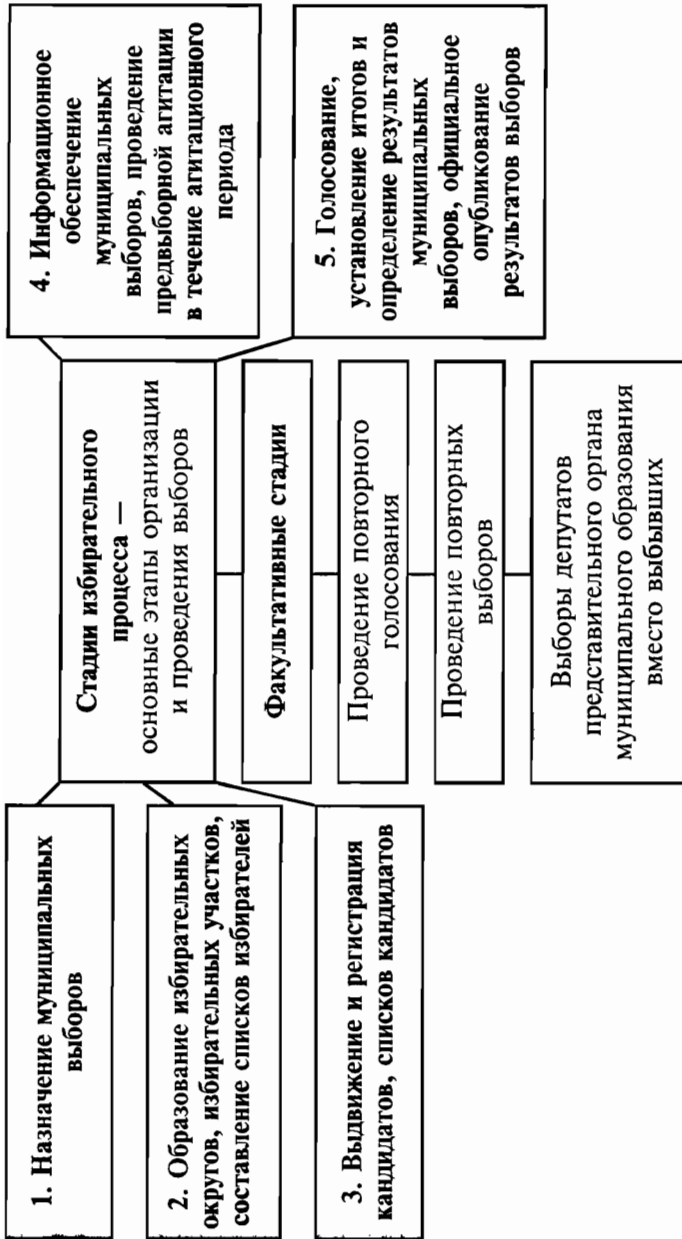 1. Назначение муниципальных
выборов
2. Образование избирательных
округов, избирательных участков,
составление списков избирателей
3. Выдвижение и регистрация
кандидатов, списков кандидатов
Стадии избирательного
процесса —
основные этапы организации
и проведения выборов
Факультативные стадии
Проведение повторного
голосования
Проведение повторных
выборов
Выборы депутатов
представительного органа
муниципального образования
вместо выбывших
4. Информационное
обеспечение
муниципальных
выборов, проведение
предвыборной агитации
в течение агитационного
периода
5. Голосование,
установление итогов и
определение результатов
муниципальных
выборов, официальное
опубликование
результатов выборов